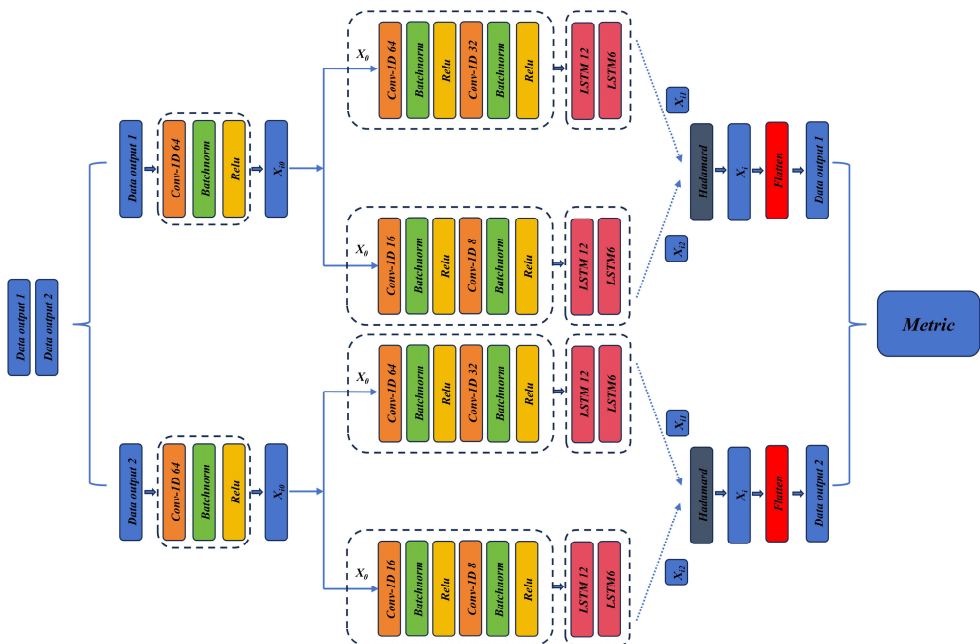 Data output 1
Data output 2
Data output 1
Conv-1D 64
Batchnorm
Relu
X_i0
X_0
Conv-1D 64
Batchnorm
Relu
Conv-1D 32
Batchnorm
Relu
LSTM 12
LSTM6
X_i1
X_0
Conv-1D 16
Batchnorm
Relu
Conv-1D 8
Batchnorm
Relu
LSTM 12
LSTM6
X_i2
Hadamard
X_i
Flatten
Data output 1
Data output 2
Conv-1D 64
Batchnorm
Relu
X_i0
X_0
Conv-1D 64
Batchnorm
Relu
Conv-1D 32
Batchnorm
Relu
LSTM 12
LSTM6
X_i1
X_0
Conv-1D 16
Batchnorm
Relu
Conv-1D 8
Batchnorm
Relu
LSTM 12
LSTM6
X_i2
Hadamard
X_i
Flatten
Data output 2
Metric